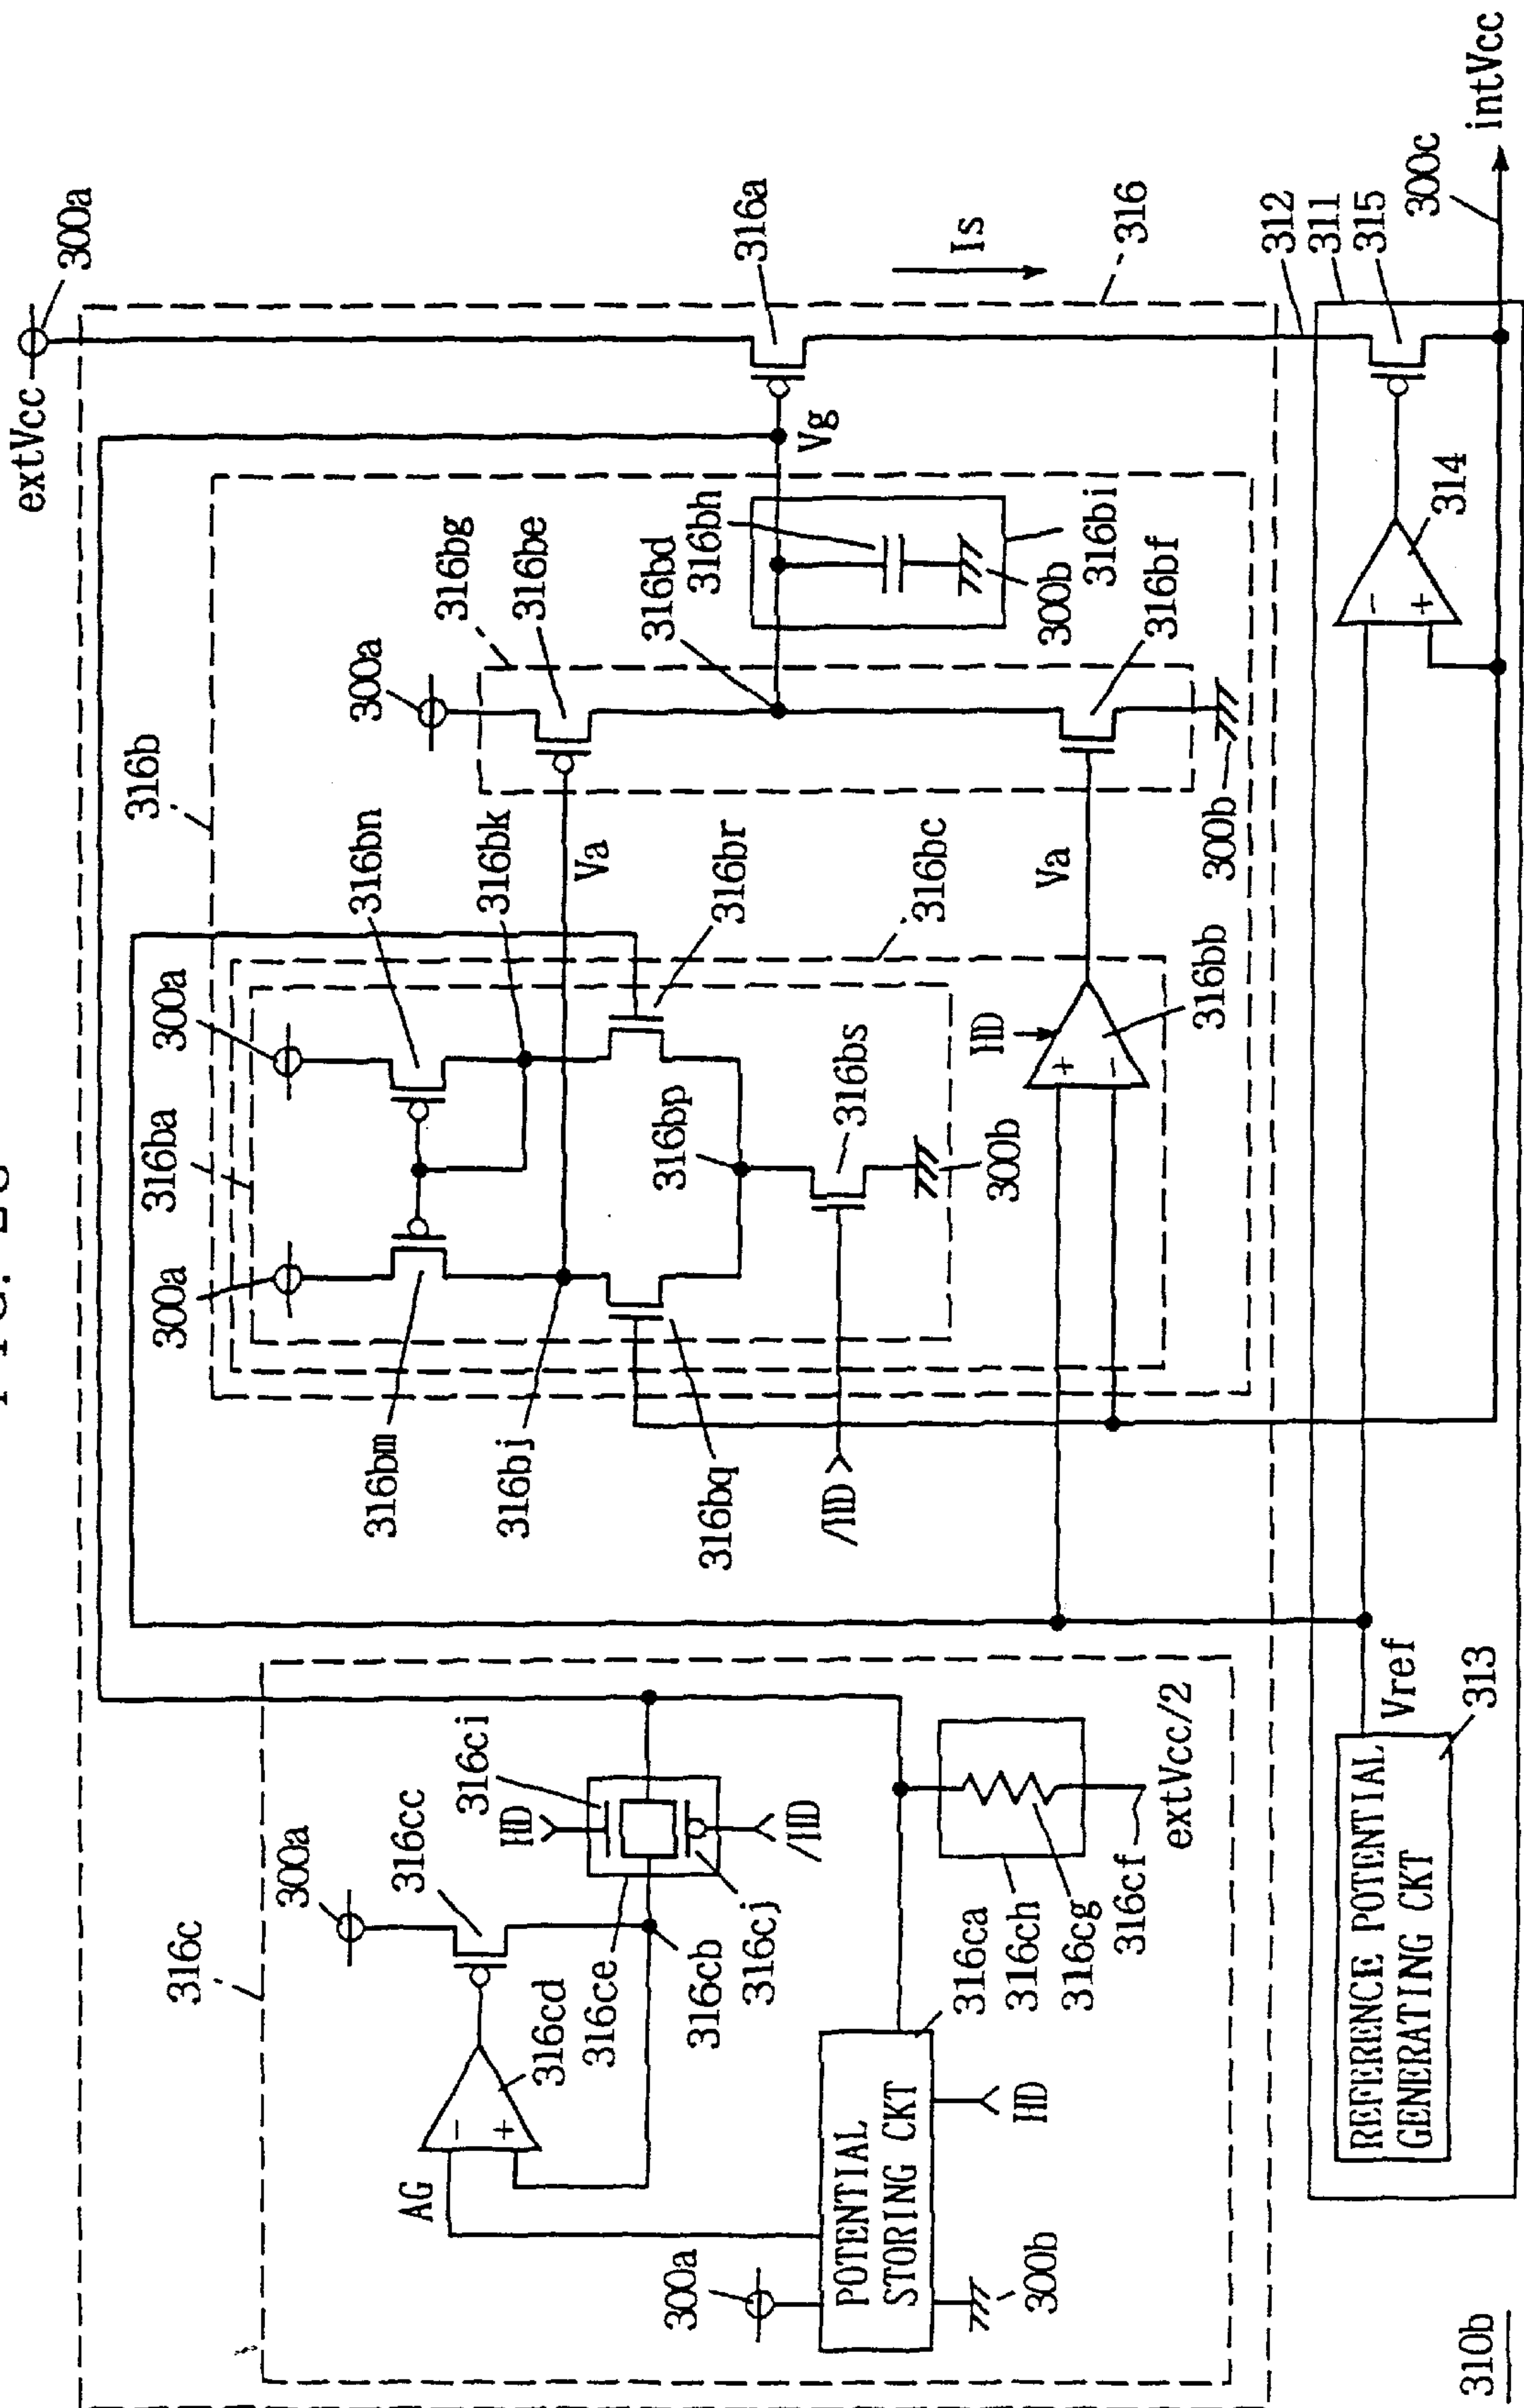 extVcc
300a
316b
316bg
316a
316c
316ba
316bn
300a
316be
316bk
316bd
316bh
Vg
Is
316
300a
300a
Va
316br
300b
316bi
316bf
300a
316cc
316ci
HD
316bm
316bj
316bq
316bp
316bs
300b
HD
+
-
316bb
Va
316bc
300b
312
311
315
300c
intVcc
/HD
AG
-
+
316cd
316ce
316cb
316cj
/HD
300a
POTENTIAL
STORING CKT
300b
HD
316ca
316ch
316cg
316cf
extVcc/2
-
+
314
REFERENCE POTENTIAL
GENERATING CKT
Vref
313
310b